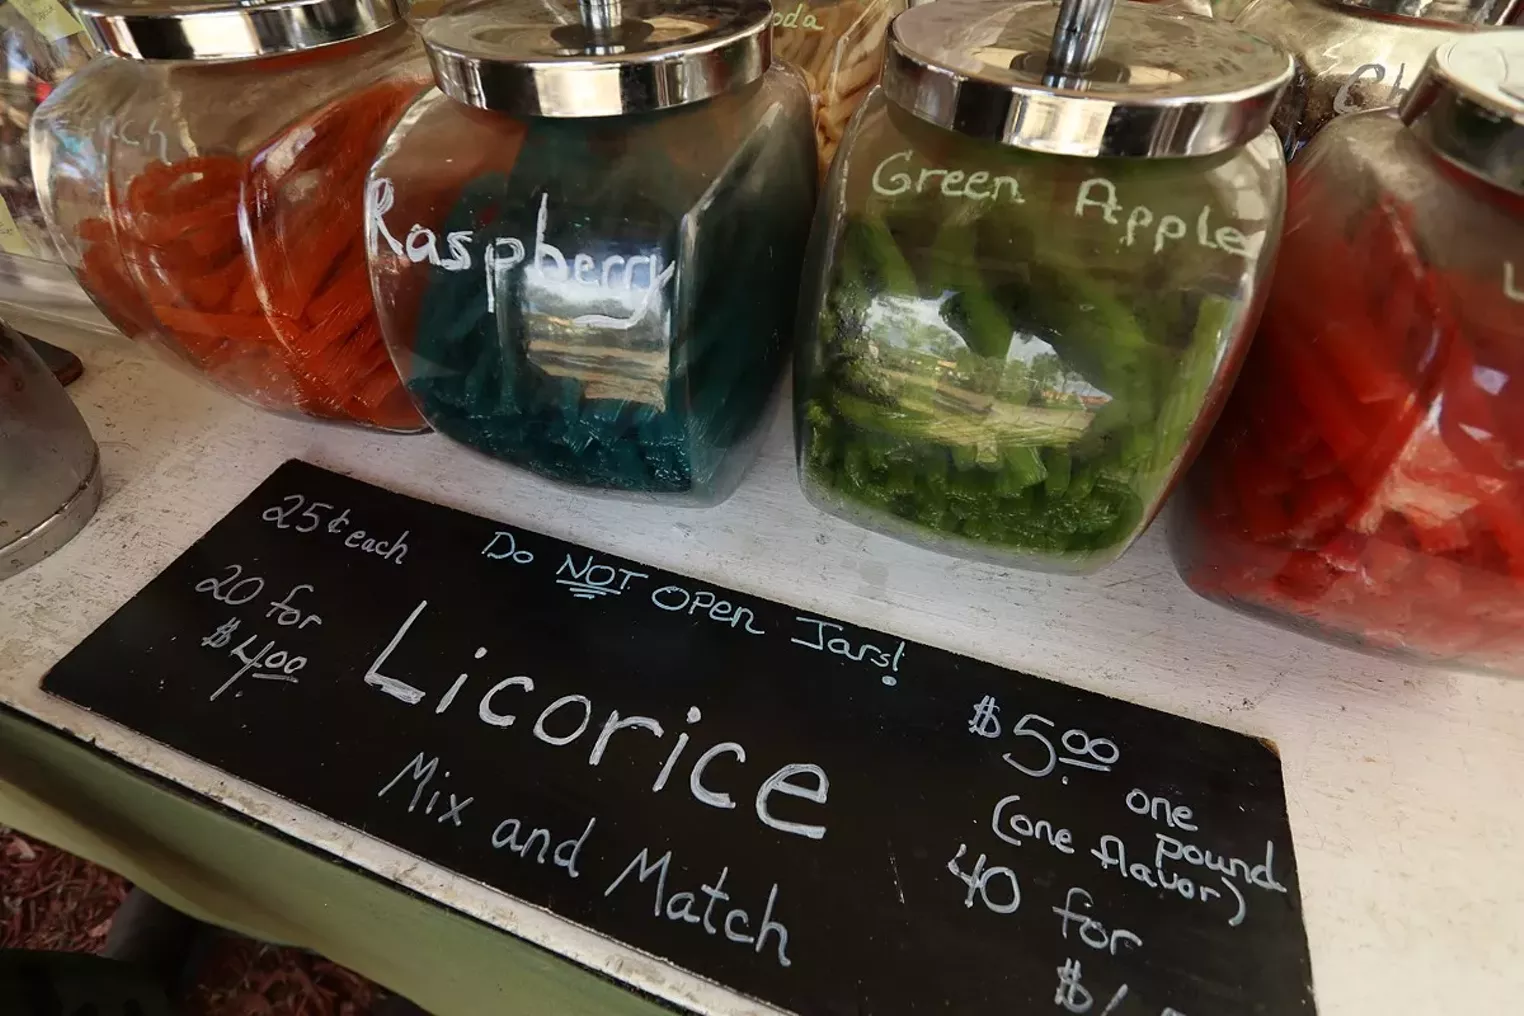 oda
Raspberry
Green Apple
25¢ each
20 for
$4.00
Do NOT Open Jars!
Licorice
Mix and Match
$5.00 one pound
(one flavor)
40 for